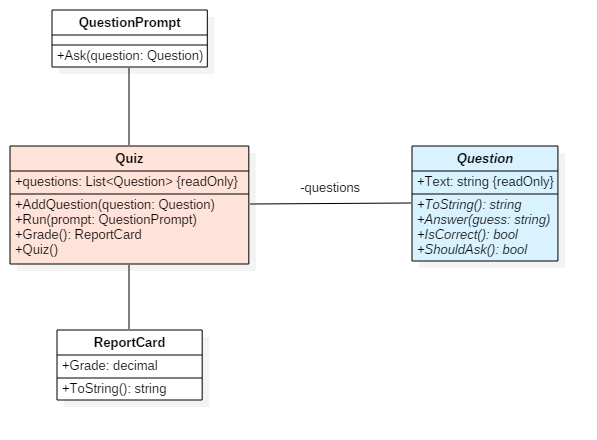 QuestionPrompt
+Ask(question: Question)
Quiz
+questions: List<Question> {readOnly}
+AddQuestion(question: Question)
+Run(prompt: QuestionPrompt)
+Grade(): ReportCard
+Quiz()
-questions
Question
+Text: string {readOnly}
+ToString(): string
+Answer(guess: string)
+IsCorrect(): bool
+ShouldAsk(): bool
ReportCard
+Grade: decimal
+ToString(): string